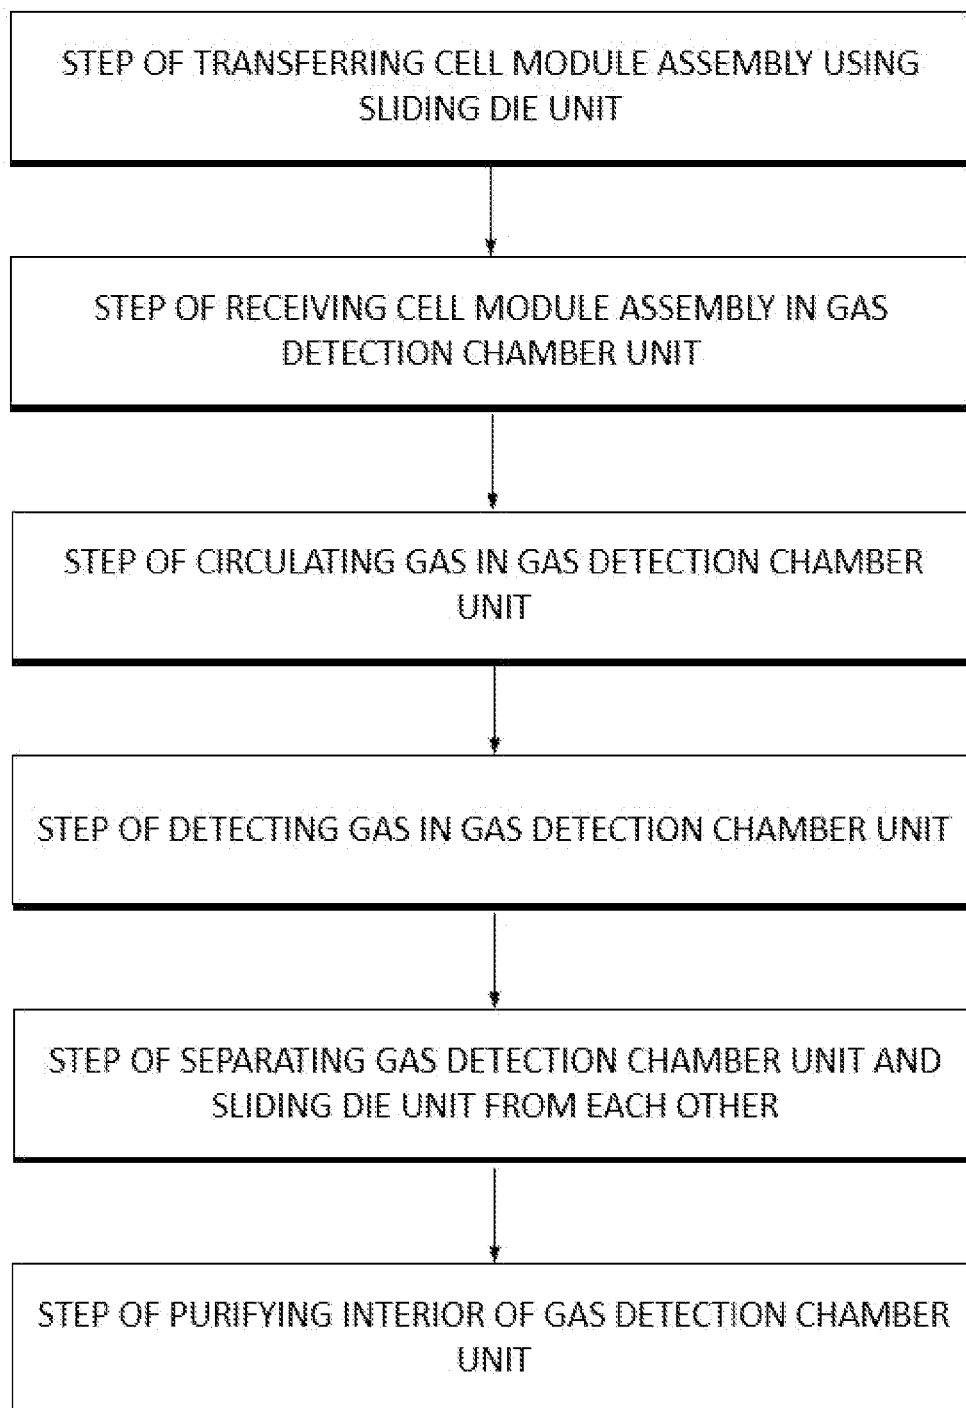 STEP OF TRANSFERRING CELL MODULE ASSEMBLY USING
SLIDING DIE UNIT
STEP OF RECEIVING CELL MODULE ASSEMBLY IN GAS
DETECTION CHAMBER UNIT
STEP OF CIRCULATING GAS IN GAS DETECTION CHAMBER
UNIT
STEP OF DETECTING GAS IN GAS DETECTION CHAMBER UNIT
STEP OF SEPARATING GAS DETECTION CHAMBER UNIT AND
SLIDING DIE UNIT FROM EACH OTHER
STEP OF PURIFYING INTERIOR OF GAS DETECTION CHAMBER
UNIT